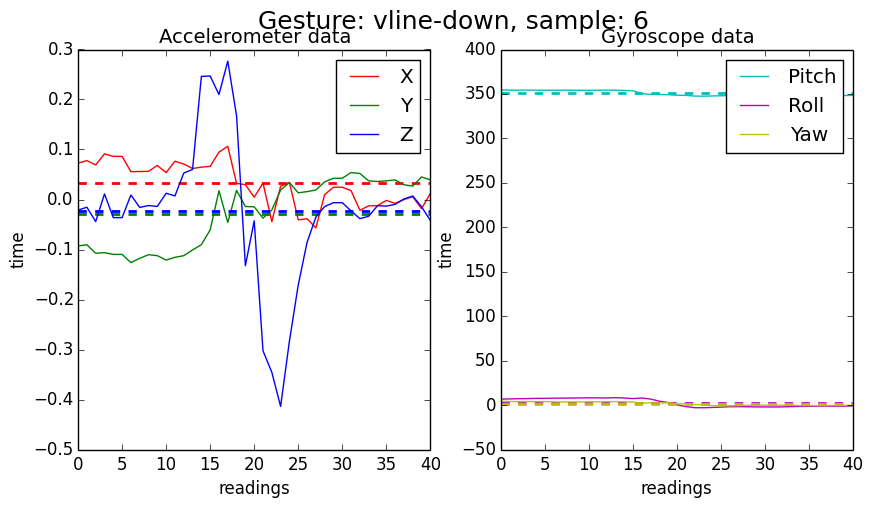 Gesture: vline-down, sample: 6
Accelerometer data
0.3
0.2
0.1
0.0
−0.1
−0.2
−0.3
−0.4
−0.5
time
0 5 10 15 20 25 30 35 40
readings
X
Y
Z
Gyroscope data
400
350
300
250
200
150
100
50
0
−50
time
0 5 10 15 20 25 30 35 40
readings
Pitch
Roll
Yaw